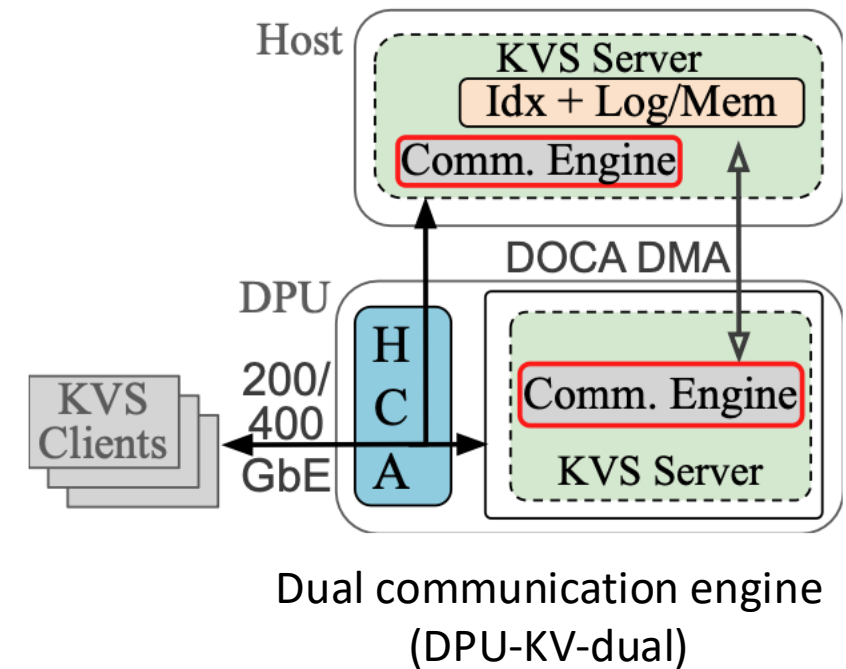 Host
KVS Server
Idx + Log/Mem
Comm. Engine
DOCA DMA
DPU
H
C
A
200/
400
GbE
KVS
Clients
Comm. Engine
KVS Server
Dual communication engine
(DPU-KV-dual)